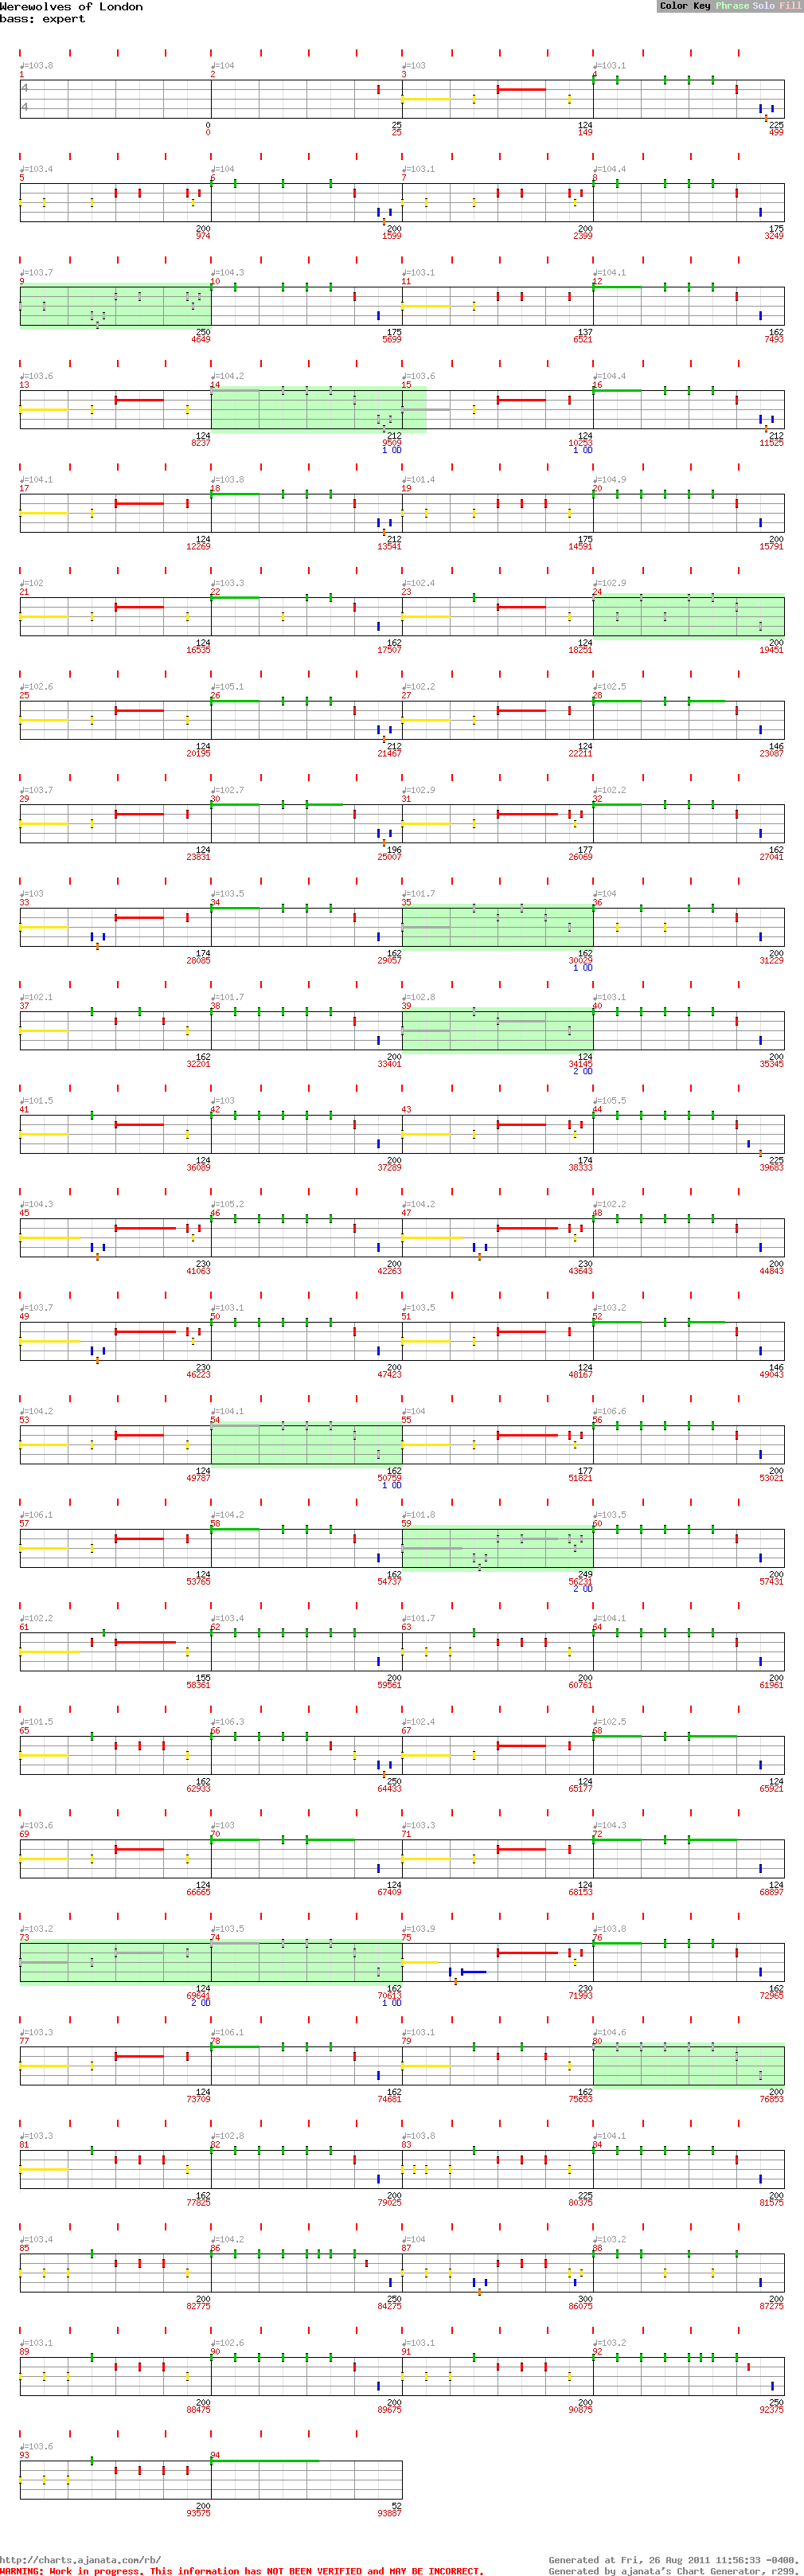 Werewolves of London
Color Key Phrase Solo Fill
bass: expert
♩=103.8 ♩=104 ♩=103 ♩=103.1
1 2 3 4
4
4
0 25 124 225
0 25 149 499
♩=103.4 ♩=104 ♩=103.1 ♩=104.4
5 6 7 8
200 200 200 175
974 1599 2399 3249
♩=103.7 ♩=104.3 ♩=103.1 ♩=104.1
9 10 11 12
250 175 137 162
4649 5699 6521 7493
♩=103.6 ♩=104.2 ♩=103.6 ♩=104.4
13 14 15 16
124 212 124 212
8237 9509 10253 11525
1 OD 1 OD
♩=104.1 ♩=103.8 ♩=101.4 ♩=104.9
17 18 19 20
124 212 175 200
12269 13541 14591 15791
♩=102 ♩=103.3 ♩=102.4 ♩=102.9
21 22 23 24
124 162 124 200
16535 17507 18251 19451
♩=102.6 ♩=105.1 ♩=102.2 ♩=102.5
25 26 27 28
124 212 124 146
20195 21467 22211 23087
♩=103.7 ♩=102.7 ♩=102.9 ♩=102.2
29 30 31 32
124 196 177 162
23831 25007 26069 27041
♩=103 ♩=103.5 ♩=101.7 ♩=104
33 34 35 36
174 162 162 200
28085 29057 30029 31229
1 OD
♩=102.1 ♩=101.7 ♩=102.8 ♩=103.1
37 38 39 40
162 200 124 200
32201 33401 34145 35345
2 OD
♩=101.5 ♩=103 ♩=102.4 ♩=105.5
41 42 43 44
124 200 174 225
36089 37289 38333 39683
♩=104.3 ♩=105.2 ♩=104.2 ♩=102.2
45 46 47 48
230 200 230 200
41063 42263 43643 44843
♩=103.7 ♩=103.1 ♩=103.5 ♩=103.2
49 50 51 52
230 200 124 146
46223 47423 48167 49043
♩=104.2 ♩=104.1 ♩=104 ♩=106.6
53 54 55 56
124 162 177 200
49787 50759 51821 53021
1 OD
♩=106.1 ♩=104.2 ♩=101.8 ♩=103.5
57 58 59 60
124 162 249 200
53765 54737 56231 57431
2 OD
♩=102.2 ♩=103.4 ♩=101.7 ♩=104.1
61 62 63 64
155 200 200 200
58361 59561 60761 61961
♩=101.5 ♩=106.3 ♩=102.4 ♩=102.5
65 66 67 68
162 250 124 124
62933 64433 65177 65921
♩=103.6 ♩=103 ♩=103.3 ♩=104.3
69 70 71 72
124 124 124 124
66665 67409 68153 68897
♩=103.2 ♩=103.5 ♩=103.9 ♩=103.8
73 74 75 76
124 162 230 162
69641 70613 71993 72965
2 OD 1 OD
♩=103.3 ♩=106.1 ♩=103.1 ♩=104.6
77 78 79 80
124 162 162 200
73709 74681 75653 76853
♩=103.3 ♩=102.8 ♩=103.8 ♩=104.1
81 82 83 84
162 200 225 200
77825 79025 80375 81575
♩=103.4 ♩=104.2 ♩=104 ♩=103.2
85 86 87 88
200 250 300 200
82775 84275 86075 87275
♩=103.1 ♩=102.6 ♩=103.1 ♩=103.2
89 90 91 92
200 200 200 250
88475 89675 90875 92375
♩=103.6
93 94
200 52
93575 93887
http://charts.ajanata.com/rb/
Generated at Fri, 26 Aug 2011 11:56:33 -0400.
WARNING: Work in progress. This information has NOT BEEN VERIFIED and MAY BE INCORRECT.
Generated by ajanata's Chart Generator, r299.